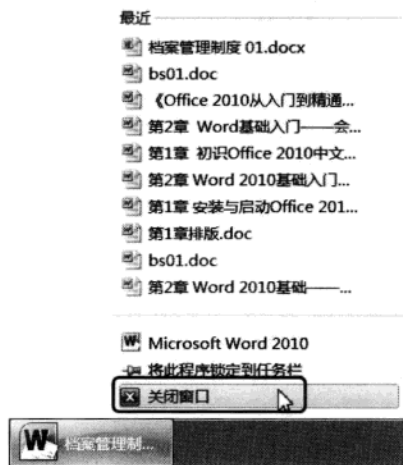 最近
档案管理制度 01.docx
bs01.doc
《Office 2010从入门到精通...
第2章 Word基础入门——会...
第1章 初识Office 2010中文...
第2章 Word 2010基础入门...
第1章 安装与启动Office 201...
第1章排版.doc
bs01.doc
第2章 Word 2010基础——...
Microsoft Word 2010
将此程序锁定到任务栏
关闭窗口
档案管理制...